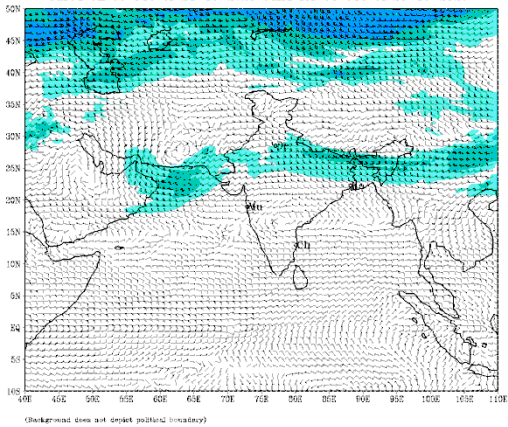 50N
45N
40N
35N
30N
25N
20N
15N
10N
5N
5S
10S
Mu
Ch
40E 45E 50E 55E 60E 65E 70E 75E 80E 85E 90E 95E 100E 105E 110E
(Background does not depict political boundary)